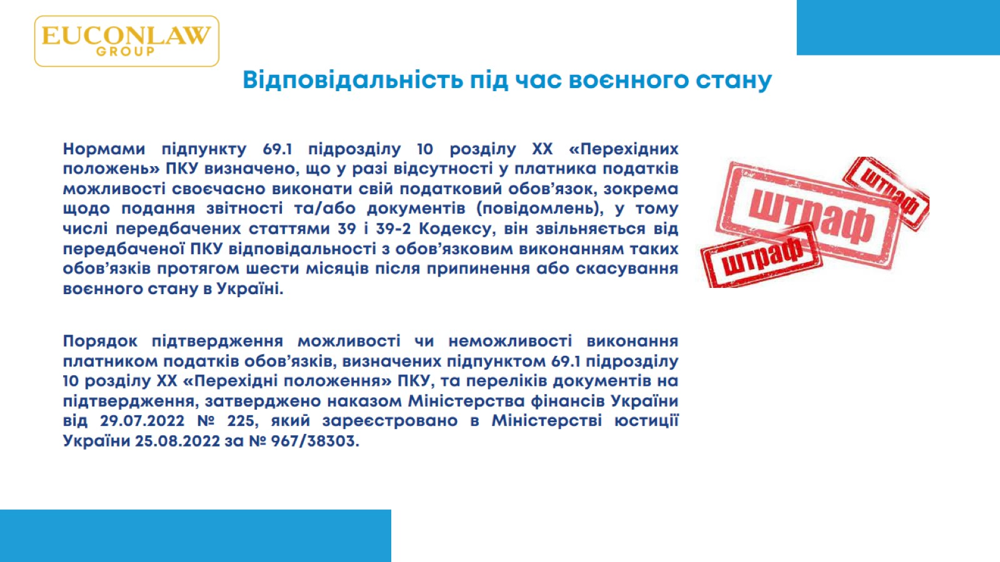 EUCONLAW
GROUP
Відповідальність під час воєнного стану
Нормами підпункту 69.1 підрозділу 10 розділу ХХ «Перехідних
положень» ПКУ визначено, що у разі відсутності у платника податків
можливості своєчасно виконати свій податковий обов’язок, зокрема
щодо подання звітності та/або документів (повідомлень), у тому
числі передбачених статтями 39 і 39-2 Кодексу, він звільняється від
передбаченої ПКУ відповідальності з обов’язковим виконанням таких
обов’язків протягом шести місяців після припинення або скасування
воєнного стану в Україні.
штраф
штраф
штраф
Порядок підтвердження можливості чи неможливості виконання
платником податків обов’язків, визначених підпунктом 69.1 підрозділу
10 розділу ХХ «Перехідні положення» ПКУ, та переліків документів на
підтвердження, затверджено наказом Міністерства фінансів України
від 29.07.2022 № 225, який зареєстровано в Міністерстві юстиції
України 25.08.2022 за № 967/38303.